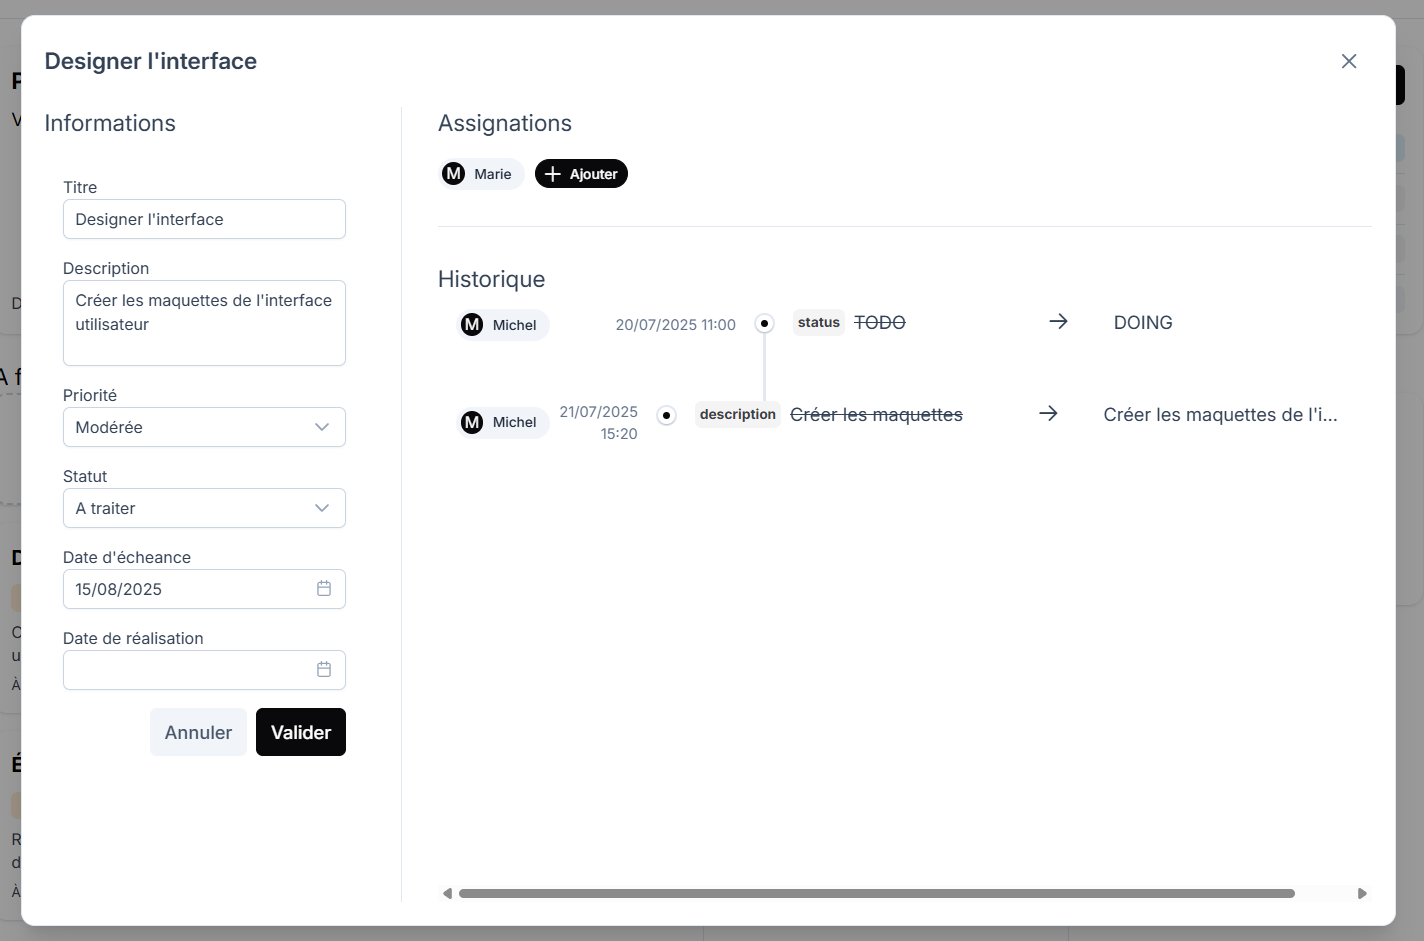 Designer l'interface
Informations
Titre
Designer l'interface
Description
Créer les maquettes de l'interface
utilisateur
Priorité
Modérée
Statut
A traiter
Date d'écheance
15/08/2025
Date de réalisation
Annuler Valider
Assignations
M Marie Ajouter
Historique
M Michel 20/07/2025 11:00 status TODO → DOING
M Michel 21/07/2025
15:20 description Créer les maquettes → Créer les maquettes de l'i...